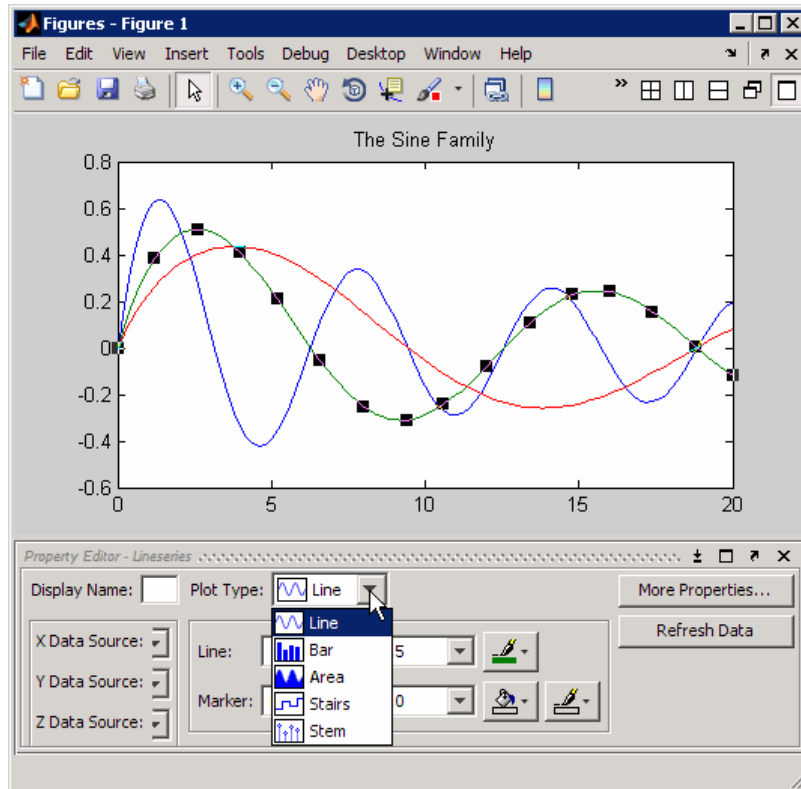 Figures - Figure 1
File Edit View Insert Tools Debug Desktop Window Help
The Sine Family
0.8
0.6
0.4
0.2
0
-0.2
-0.4
-0.6
0 5 10 15 20
Property Editor - Lineseries
Display Name: Plot Type: Line More Properties...
Line
X Data Source: Line: Bar 5 Refresh Data
Area
Y Data Source:
Marker: Stairs 0
Z Data Source: Stem